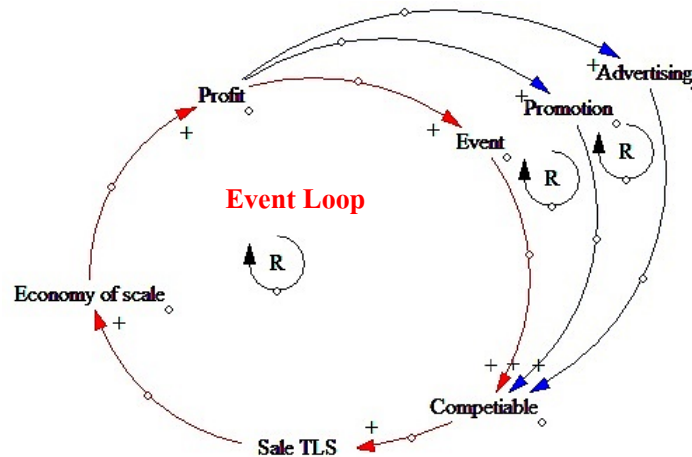 + Advertising
Profit
+ Promotion
+
+ Event
R
R
Event Loop
R
Economy of scale
+
+ + +
Competiable
+
Sale TLS